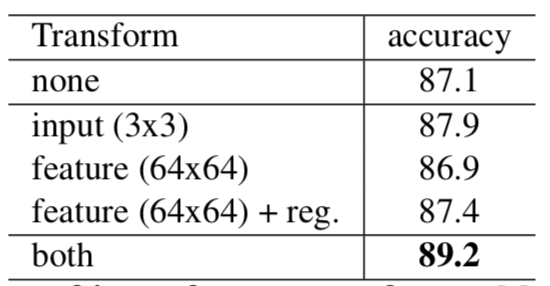 Transform accuracy
none 87.1
input (3x3) 87.9
feature (64x64) 86.9
feature (64x64) + reg. 87.4
both 89.2